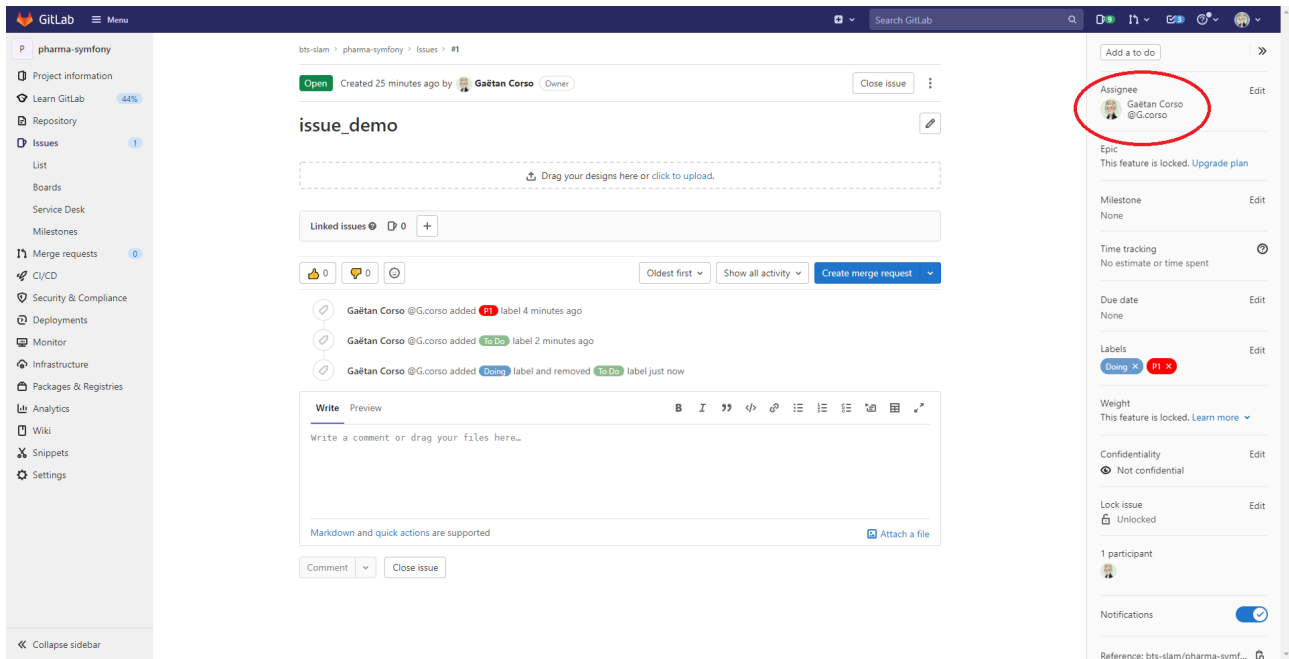 GitLab Menu Search GitLab 9 3
P pharma-symfony
Project information
Learn GitLab 44%
Repository
Issues 1
List
Boards
Service Desk
Milestones
Merge requests 0
CI/CD
Security & Compliance
Deployments
Monitor
Infrastructure
Packages & Registries
Analytics
Wiki
Snippets
Settings
Collapse sidebar
bts-slam > pharma-symfony > Issues > #1
Open Created 25 minutes ago by Gaëtan Corso Owner Close issue
issue_demo
Drag your designs here or click to upload.
Linked issues 0 +
0 0 Oldest first Show all activity Create merge request
Gaëtan Corso @G.corso added P1 label 4 minutes ago
Gaëtan Corso @G.corso added To Do label 2 minutes ago
Gaëtan Corso @G.corso added Doing label and removed To Do label just now
Write Preview B I
Write a comment or drag your files here…
Markdown and quick actions are supported Attach a file
Comment Close issue
Add a to do
Assignee Edit
Gaëtan Corso
@G.corso
Epic
This feature is locked. Upgrade plan
Milestone Edit
None
Time tracking
No estimate or time spent
Due date Edit
None
Labels Edit
Doing × P1 ×
Weight
This feature is locked. Learn more
Confidentiality Edit
Not confidential
Lock issue Edit
Unlocked
1 participant
Notifications
Reference: bts-slam/pharma-symf...